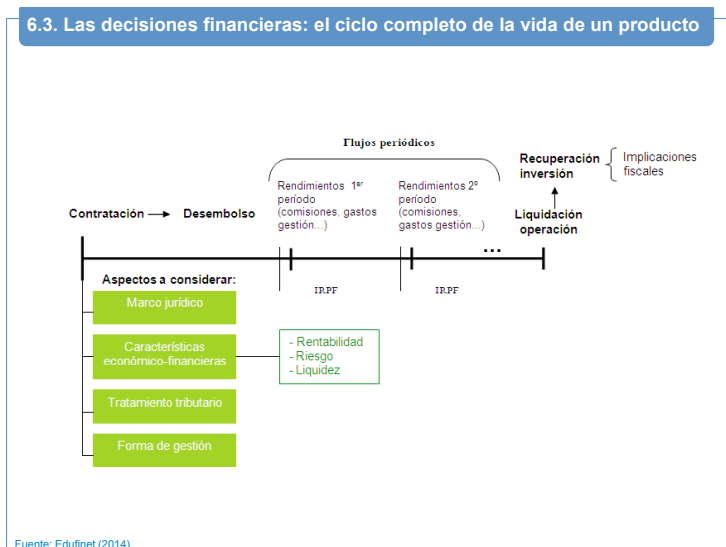 6.3. Las decisiones financieras: el ciclo completo de la vida de un producto
Flujos periódicos
Recuperación
inversión
Implicaciones
fiscales
Rendimientos 1er
período
(comisiones, gastos
gestión...)
Rendimientos 2º
período
(comisiones,
gastos gestión...)
Contratación
Desembolso
Liquidación
operación
...
Aspectos a considerar:
IRPF
IRPF
Marco jurídico
Características
económico-financieras
- Rentabilidad
- Riesgo
- Liquidez
Tratamiento tributario
Forma de gestión
Fuente: Edufinet (2014)